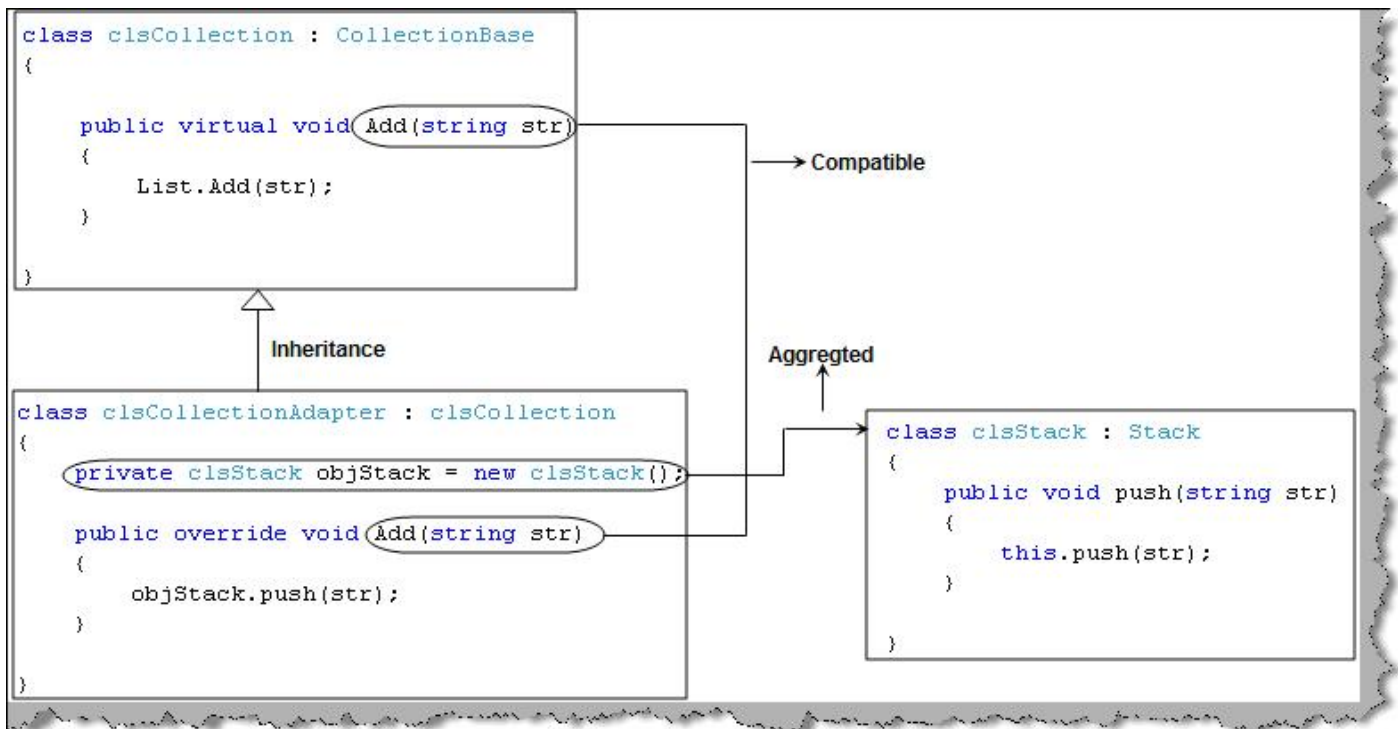 class clsCollection : CollectionBase
{
public virtual void Add(string str)
{
List.Add(str);
}
}
Compatible
Inheritance
Aggregted
class clsCollectionAdapter : clsCollection
{
private clsStack objStack = new clsStack();
public override void Add(string str)
{
objStack.push(str);
}
}
class clsStack : Stack
{
public void push(string str)
{
this.push(str);
}
}